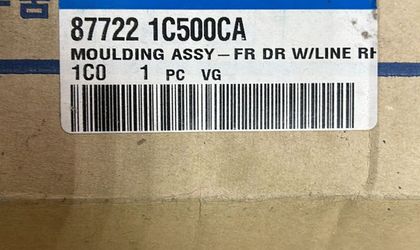 87722 1C500CA
MOULDING ASSY-FR DR W/LINE RH
1C0 1 PC VG